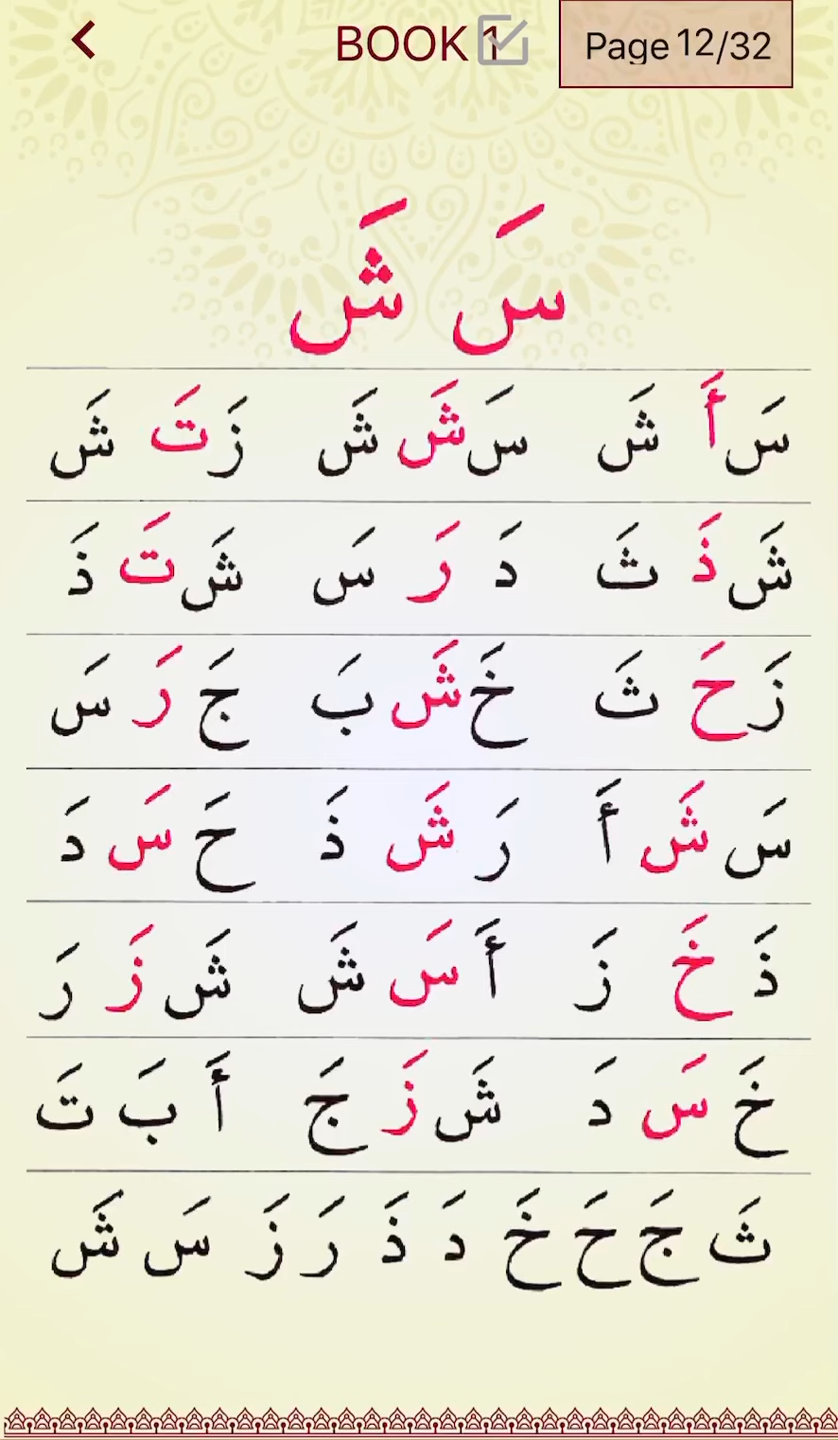 BOOK 1 Page 12/32
سَ شَ
سَ أَ شَ سَ شَ شَ زَ تَ شَ
شَ ذَ ثَ دَ رَ سَ شَ تَ ذَ
زَ حَ ثَ خَ شَ بَ جَ رَ سَ
سَ شَ أَ رَ شَ ذَ حَ سَ دَ
ذَ خَ زَ أَ سَ شَ شَ زَ رَ
خَ سَ دَ شَ زَ جَ أَ بَ تَ
ثَ جَ حَ خَ دَ ذَ رَ زَ سَ شَ